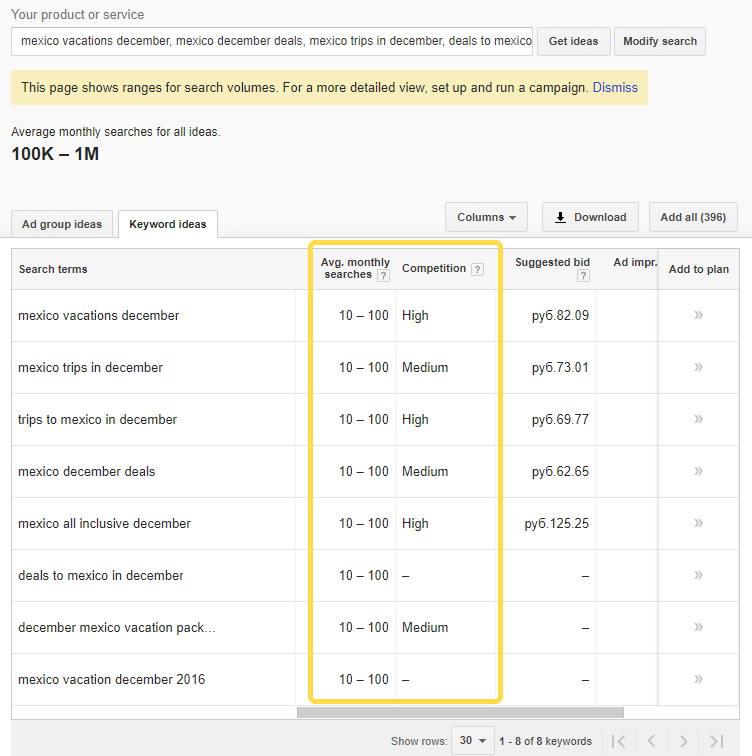 Your product or service
mexico vacations december, mexico december deals, mexico trips in december, deals to mexico
Get ideas
Modify search
This page shows ranges for search volumes. For a more detailed view, set up and run a campaign. Dismiss
Average monthly searches for all ideas.
100K – 1M
Ad group ideas
Keyword ideas
Columns
Download
Add all (396)
Search terms
Avg. monthly
searches ?
Competition ?
Suggested bid
?
Ad impr.
Add to plan
mexico vacations december 10 – 100 High руб.82.09 »
mexico trips in december 10 – 100 Medium руб.73.01 »
trips to mexico in december 10 – 100 High руб.69.77 »
mexico december deals 10 – 100 Medium руб.62.65 »
mexico all inclusive december 10 – 100 High руб.125.25 »
deals to mexico in december 10 – 100 – – »
december mexico vacation pack… 10 – 100 Medium – »
mexico vacation december 2016 10 – 100 – – »
Show rows: 30 1 - 8 of 8 keywords